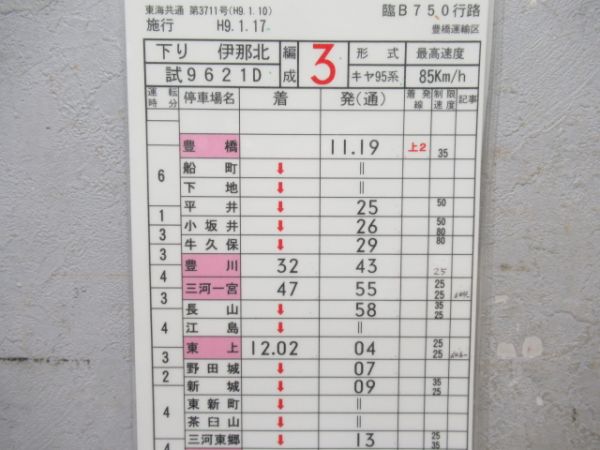 東海共通 第3711号(H9.1.10)
臨B750行路
施行 H9.1.17
豊橋運輸区
下り 伊那北 編成 3 形式 最高速度
試9621D キヤ95系 85Km/h
運転時分 停車場名 着 発(通) 着発線 制限速度 記事
豊橋 11.19 上2 35
6
船町 ↓ ||
下地 ↓ ||
平井 ↓ 25 50
1
小坂井 ↓ 26 50 80
3
牛久保 ↓ 29 80
3
豊川 32 43 25
4
三河一宮 47 55 25 25
3
長山 ↓ 58 35 25
4
江島 ↓ ||
東上 12.02 04 25 25
3
野田城 ↓ 07
2
新城 ↓ 09 35 25
4
東新町 ↓ ||
茶臼山 ↓ ||
三河東郷 ↓ 13 25 35
4